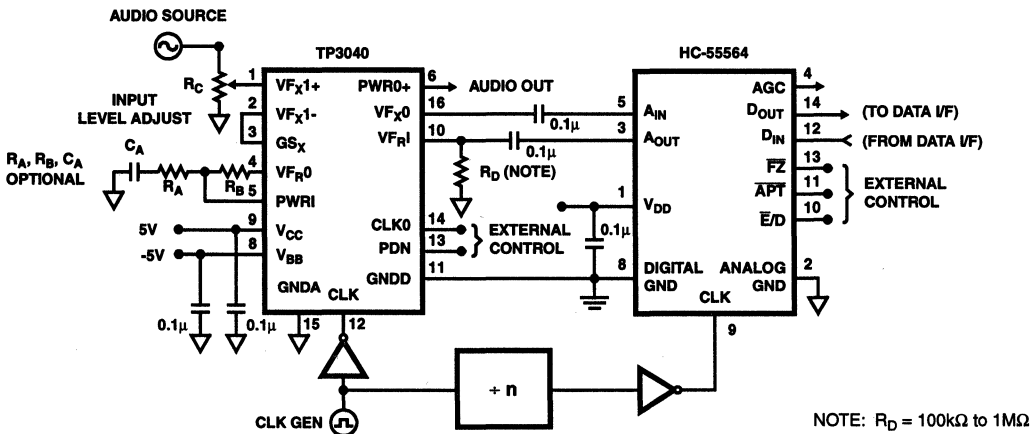 AUDIO SOURCE
TP3040
HC-55564
RC
INPUT
LEVEL ADJUST
1
VFX1+
2
VFX1-
3
GSX
CA
RA, RB, CA
OPTIONAL
RA
RB
4
VFR0
5
PWRI
5V
9
VCC
-5V
8
VBB
GNDA
CLK
0.1μ
0.1μ
15
12
PWR0+
6
AUDIO OUT
VFX0
16
0.1μ
VFRI
10
0.1μ
RD (NOTE)
CLK0
14
PDN
13
EXTERNAL
CONTROL
GNDD
11
5
AIN
3
AOUT
1
VDD
0.1μ
8
DIGITAL
GND
ANALOG
GND
2
CLK
9
AGC
4
DOUT
14
(TO DATA I/F)
DIN
12
(FROM DATA I/F)
F̅Z̅
13
A̅P̅T̅
11
E̅/D
10
EXTERNAL
CONTROL
÷ n
CLK GEN
NOTE: RD = 100kΩ to 1MΩ